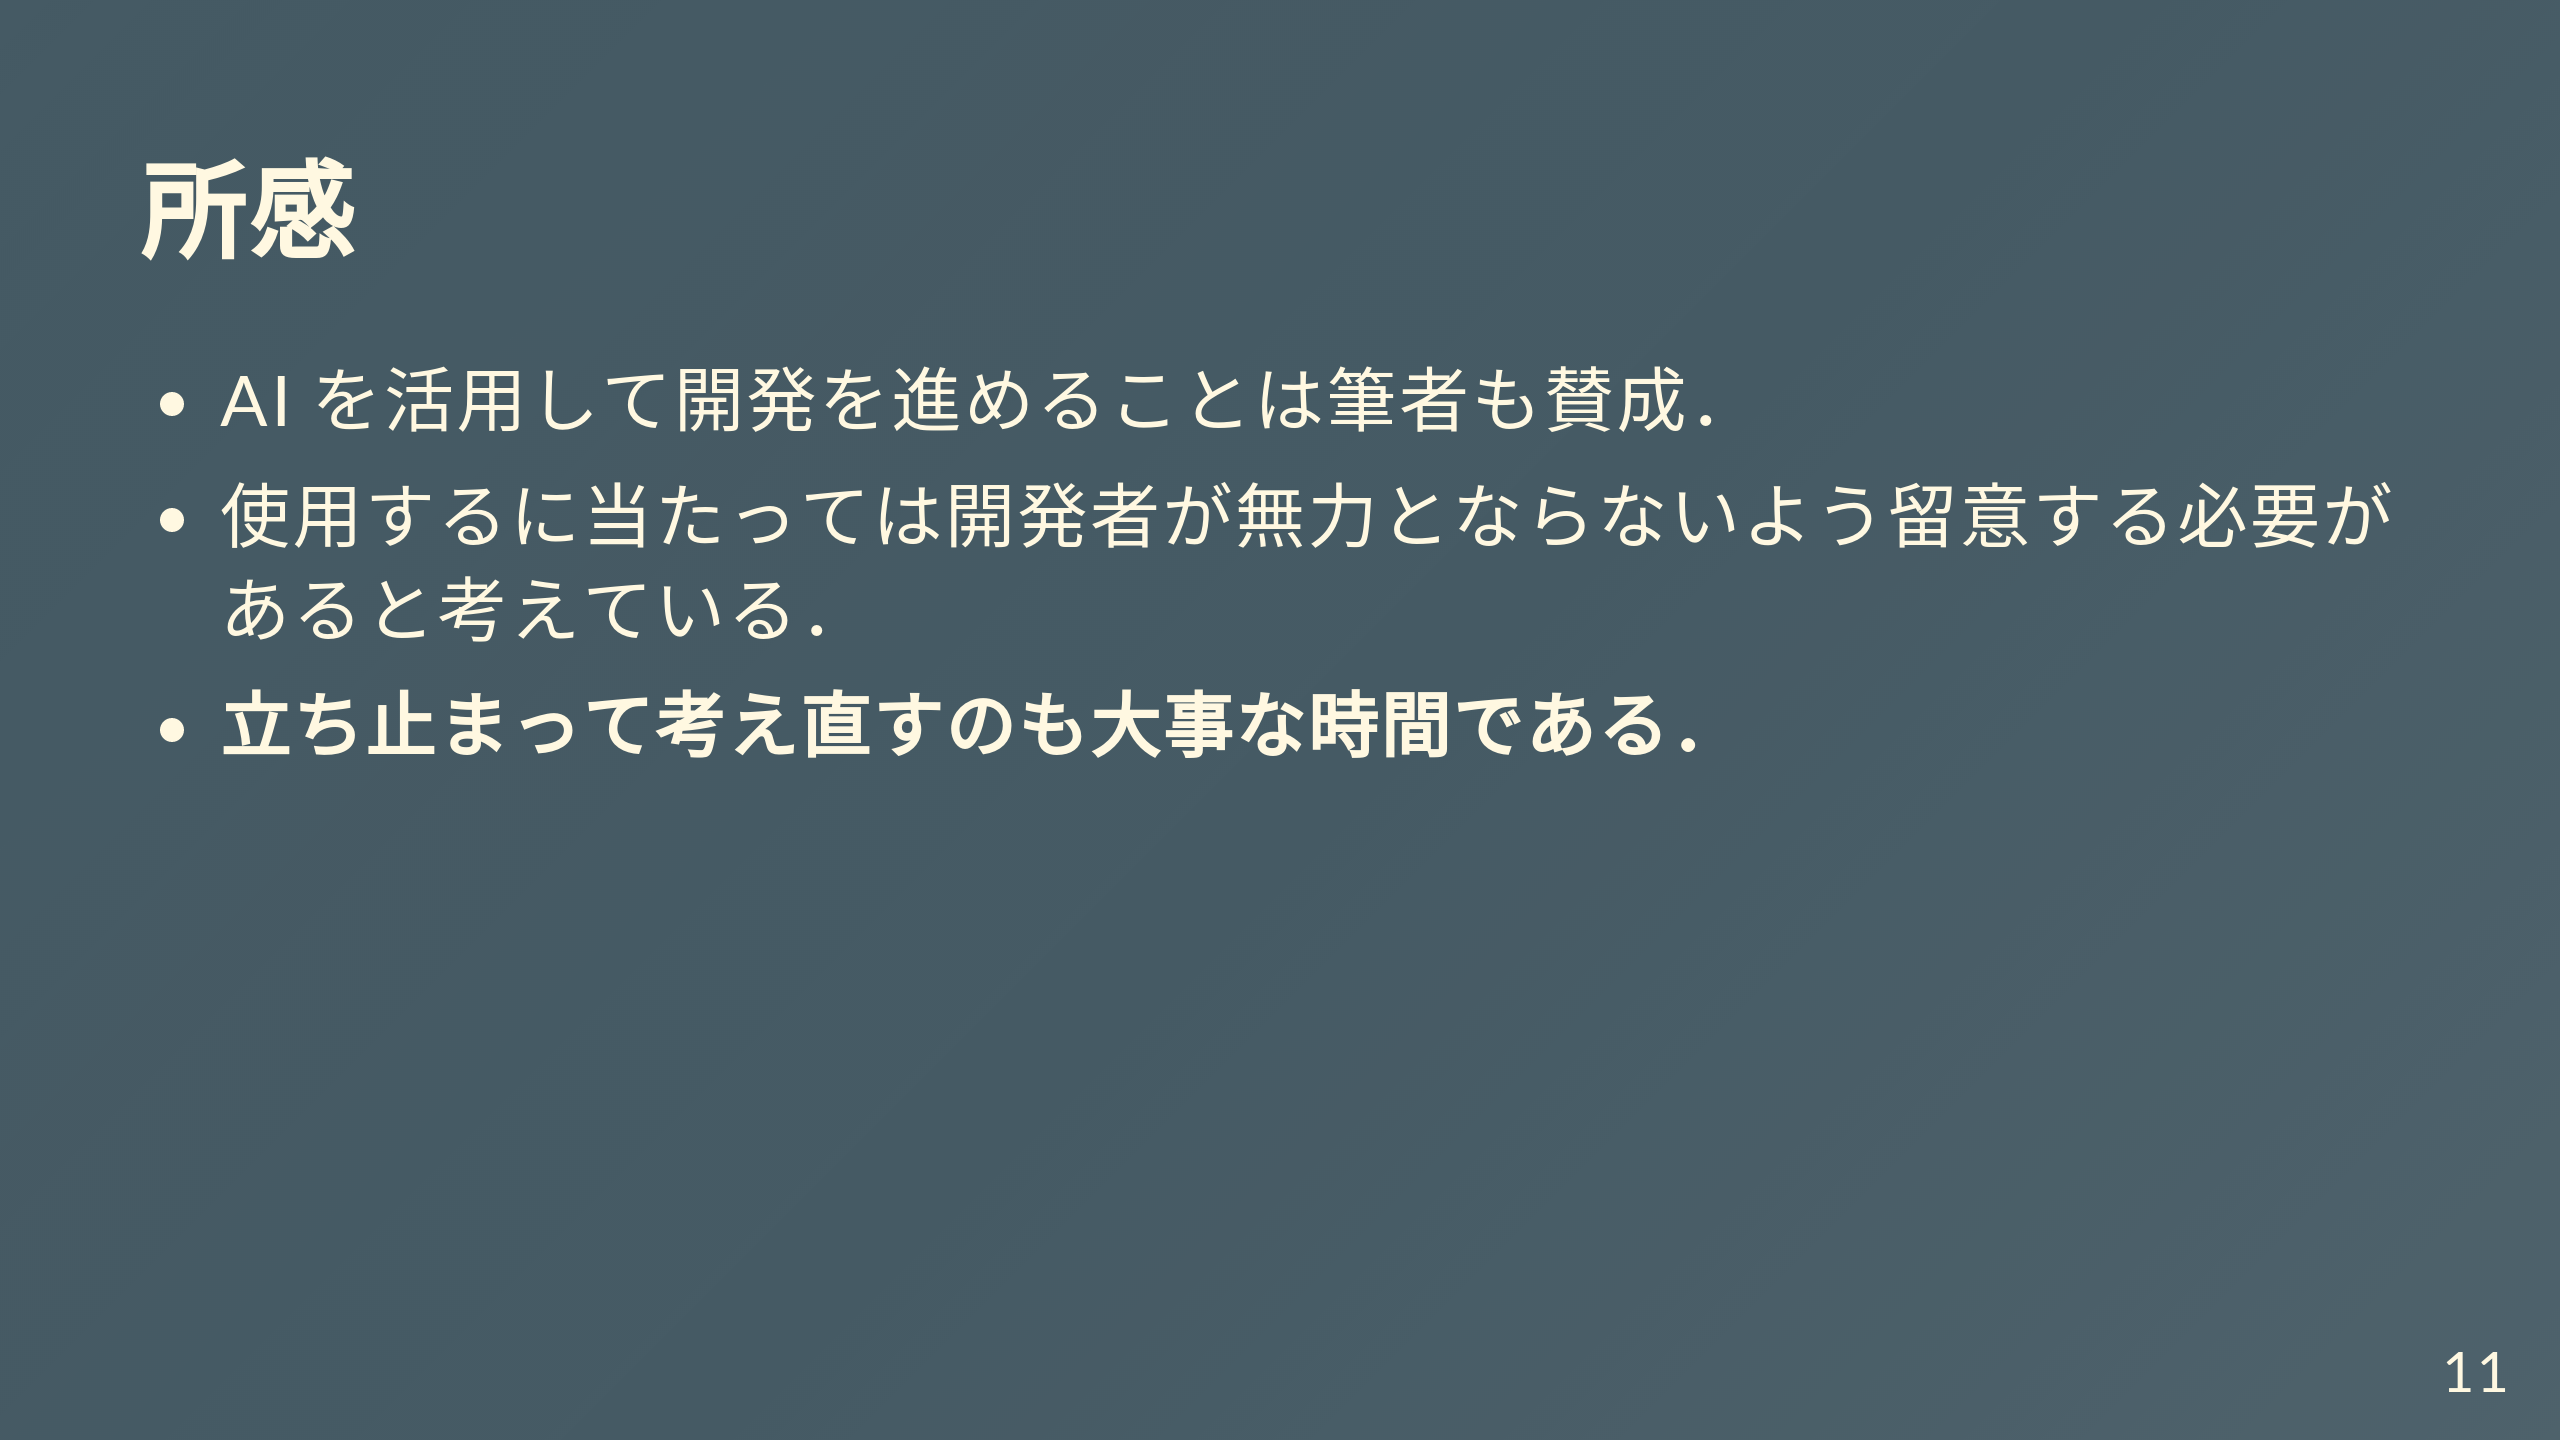 所感
• AI を活用して開発を進めることは筆者も賛成．
• 使用するに当たっては開発者が無力とならないよう留意する必要が
あると考えている．
• 立ち止まって考え直すのも大事な時間である．
11